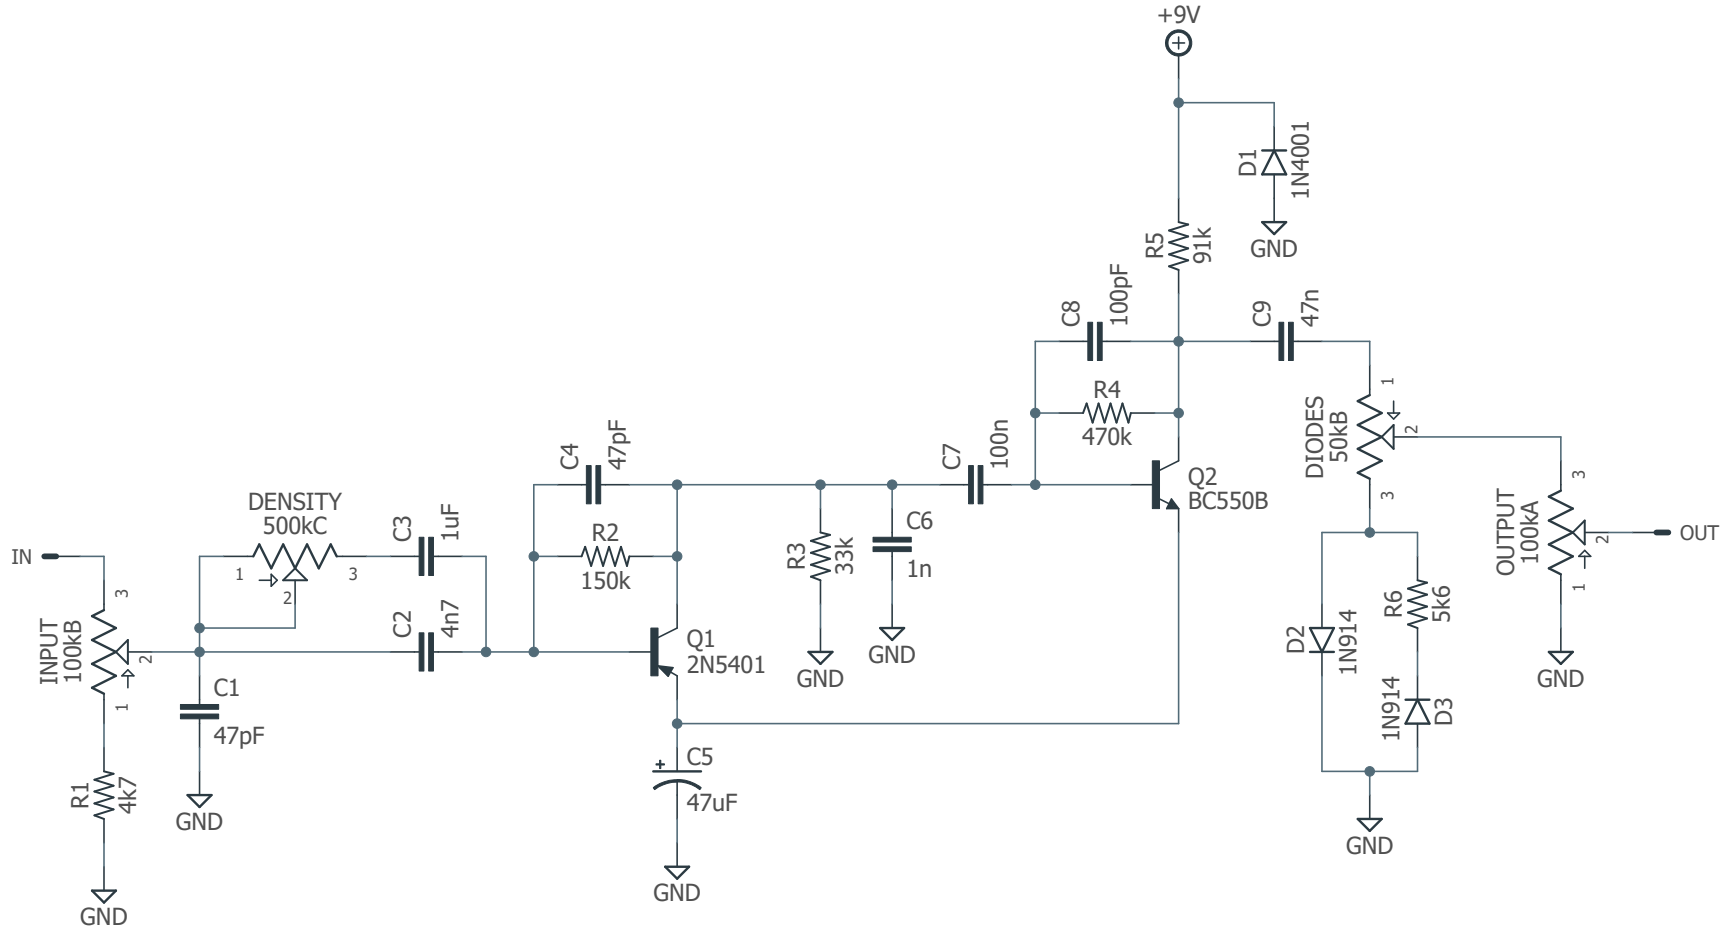 +9V
D1
1N4001
GND
R5
91k
C8
100pF
C9
47n
R4
470k
DIODES
50kB
1
2
3
C4
47pF
C7
100n
Q2
BC550B
DENSITY
500kC
1
2
3
C3
1uF
R2
150k
R3
33k
C6
1n
GND
GND
OUTPUT
100kA
3
2
1
OUT
GND
IN
INPUT
100kB
3
2
1
C2
4n7
Q1
2N5401
D2
1N914
R6
5k6
1N914
D3
GND
C1
47pF
GND
C5
+
47uF
GND
R1
4k7
GND